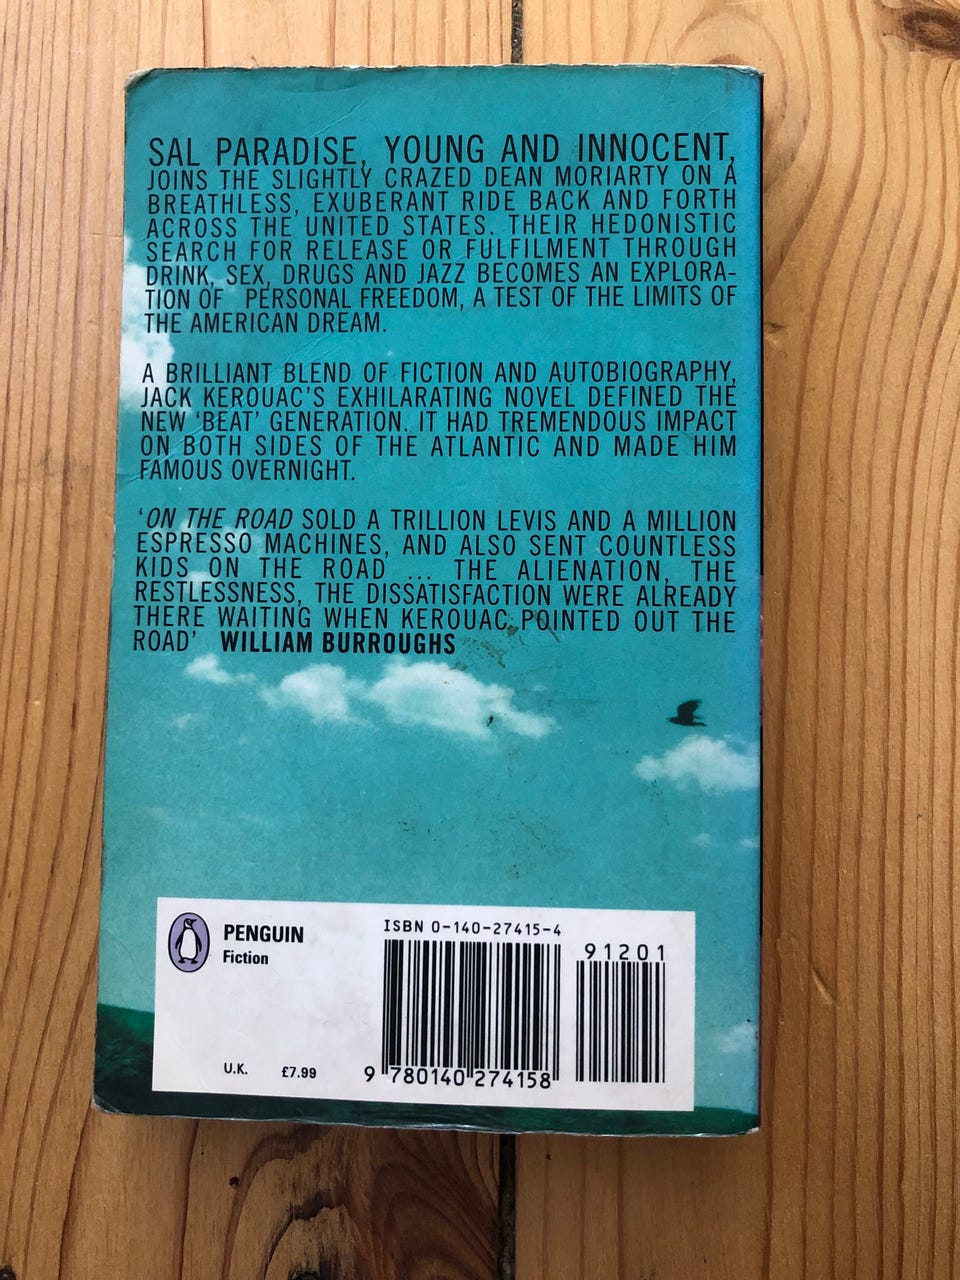 SAL PARADISE, YOUNG AND INNOCENT,
JOINS THE SLIGHTLY CRAZED DEAN MORIARTY ON A
BREATHLESS, EXUBERANT RIDE BACK AND FORTH
ACROSS THE UNITED STATES. THEIR HEDONISTIC
SEARCH FOR RELEASE OR FULFILMENT THROUGH
DRINK, SEX, DRUGS AND JAZZ BECOMES AN EXPLORA-
TION OF PERSONAL FREEDOM, A TEST OF THE LIMITS OF
THE AMERICAN DREAM.
A BRILLIANT BLEND OF FICTION AND AUTOBIOGRAPHY,
JACK KEROUAC'S EXHILARATING NOVEL DEFINED THE
NEW 'BEAT' GENERATION. IT HAD TREMENDOUS IMPACT
ON BOTH SIDES OF THE ATLANTIC AND MADE HIM
FAMOUS OVERNIGHT.
'ON THE ROAD SOLD A TRILLION LEVIS AND A MILLION
ESPRESSO MACHINES, AND ALSO SENT COUNTLESS
KIDS ON THE ROAD ... THE ALIENATION, THE
RESTLESSNESS, THE DISSATISFACTION WERE ALREADY
THERE WAITING WHEN KEROUAC POINTED OUT THE
ROAD' WILLIAM BURROUGHS
PENGUIN
Fiction
U.K. £7.99
ISBN 0-140-27415-4
91201
9 780140 274158